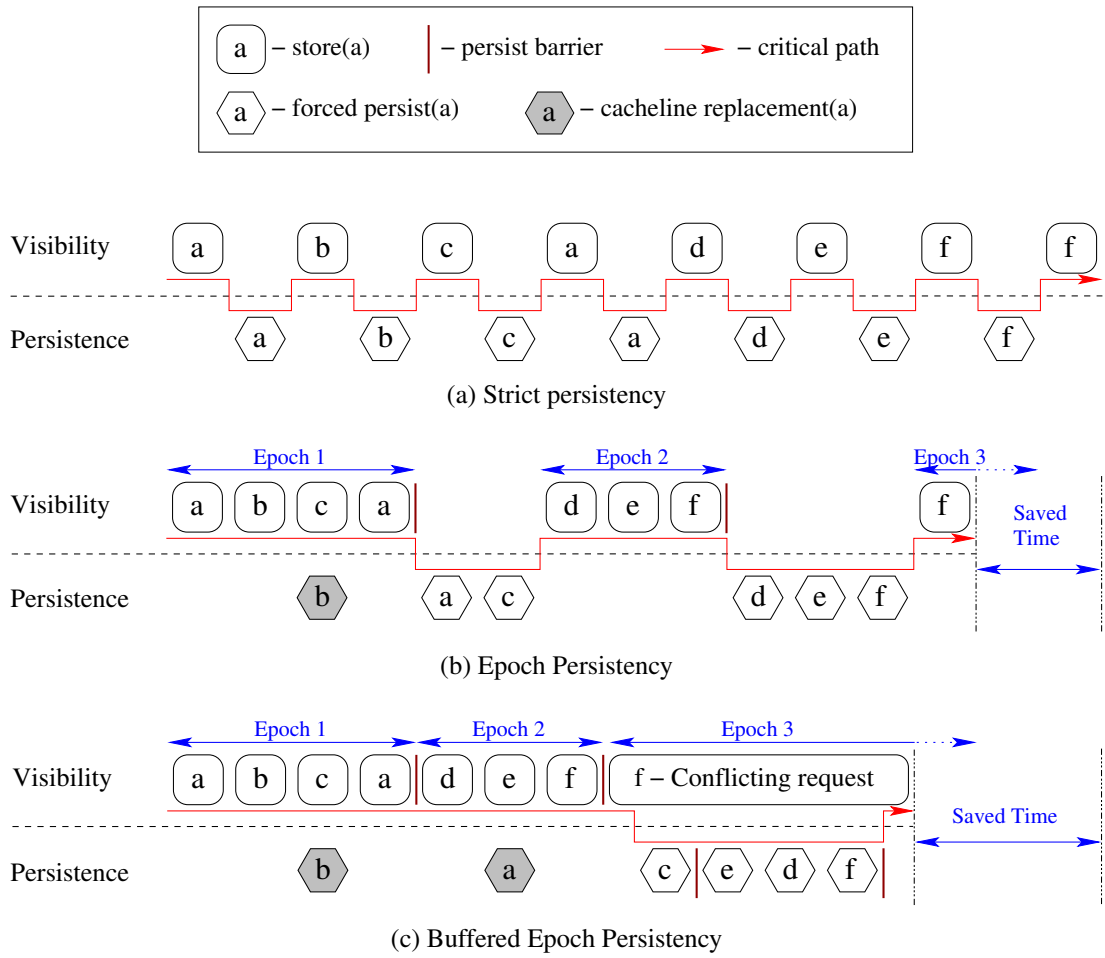 a – store(a) – persist barrier – critical path
a – forced persist(a) a – cacheline replacement(a)
Visibility a b c a d e f f
Persistence a b c a d e f
(a) Strict persistency
Epoch 1 Epoch 2 Epoch 3
Visibility a b c a d e f f Saved
Time
Persistence b a c d e f
(b) Epoch Persistency
Epoch 1 Epoch 2 Epoch 3
Visibility a b c a d e f f – Conflicting request
Saved Time
Persistence b a c e d f
(c) Buffered Epoch Persistency